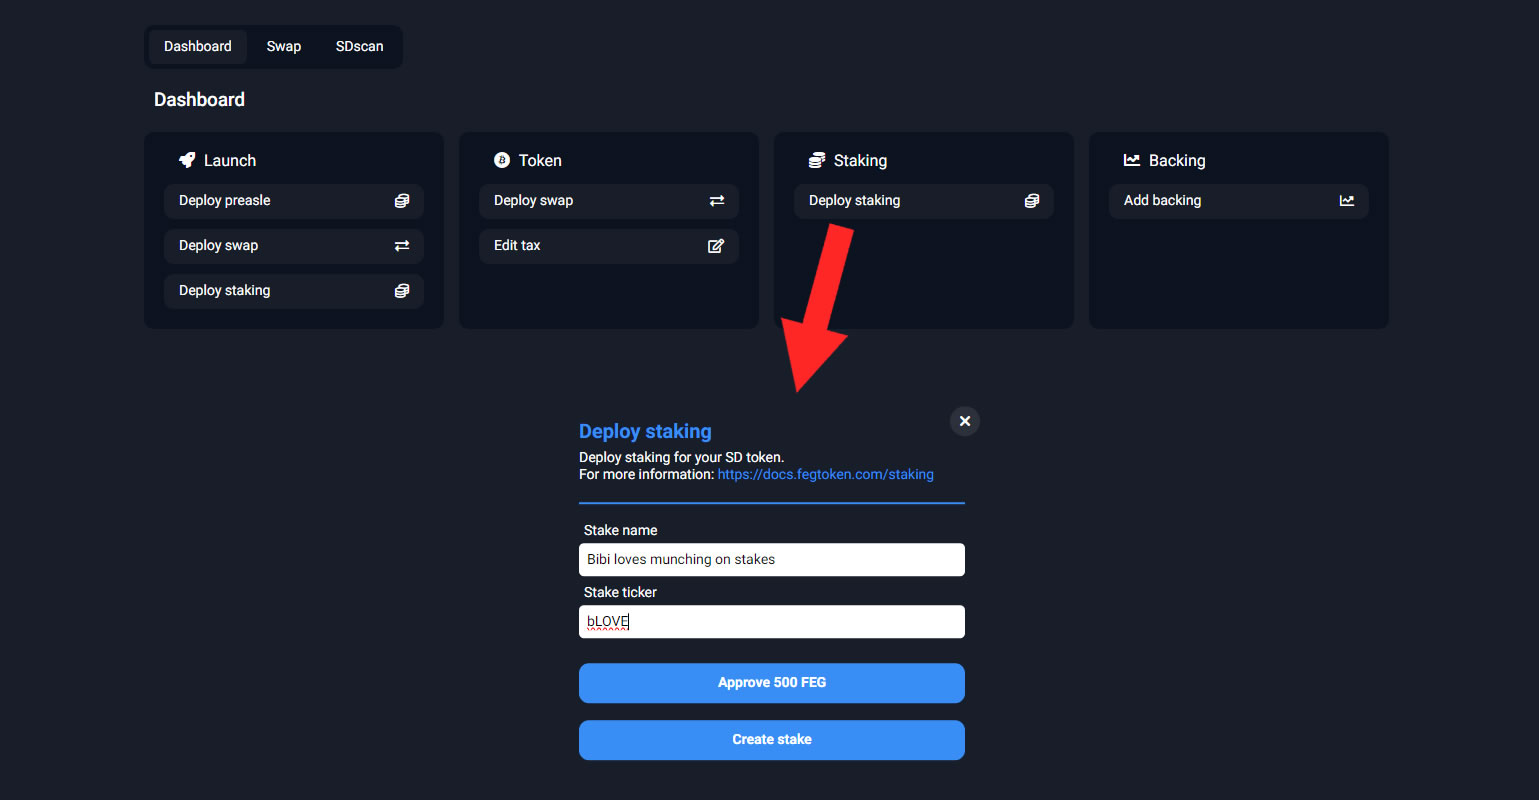 Dashboard Swap SDscan
Dashboard
Launch
Deploy preasle
Deploy swap
Deploy staking
Token
Deploy swap
Edit tax
Staking
Deploy staking
Backing
Add backing
Deploy staking
Deploy staking for your SD token.
For more information: https://docs.fegtoken.com/staking
Stake name
Bibi loves munching on stakes
Stake ticker
bLOVE
Approve 500 FEG
Create stake